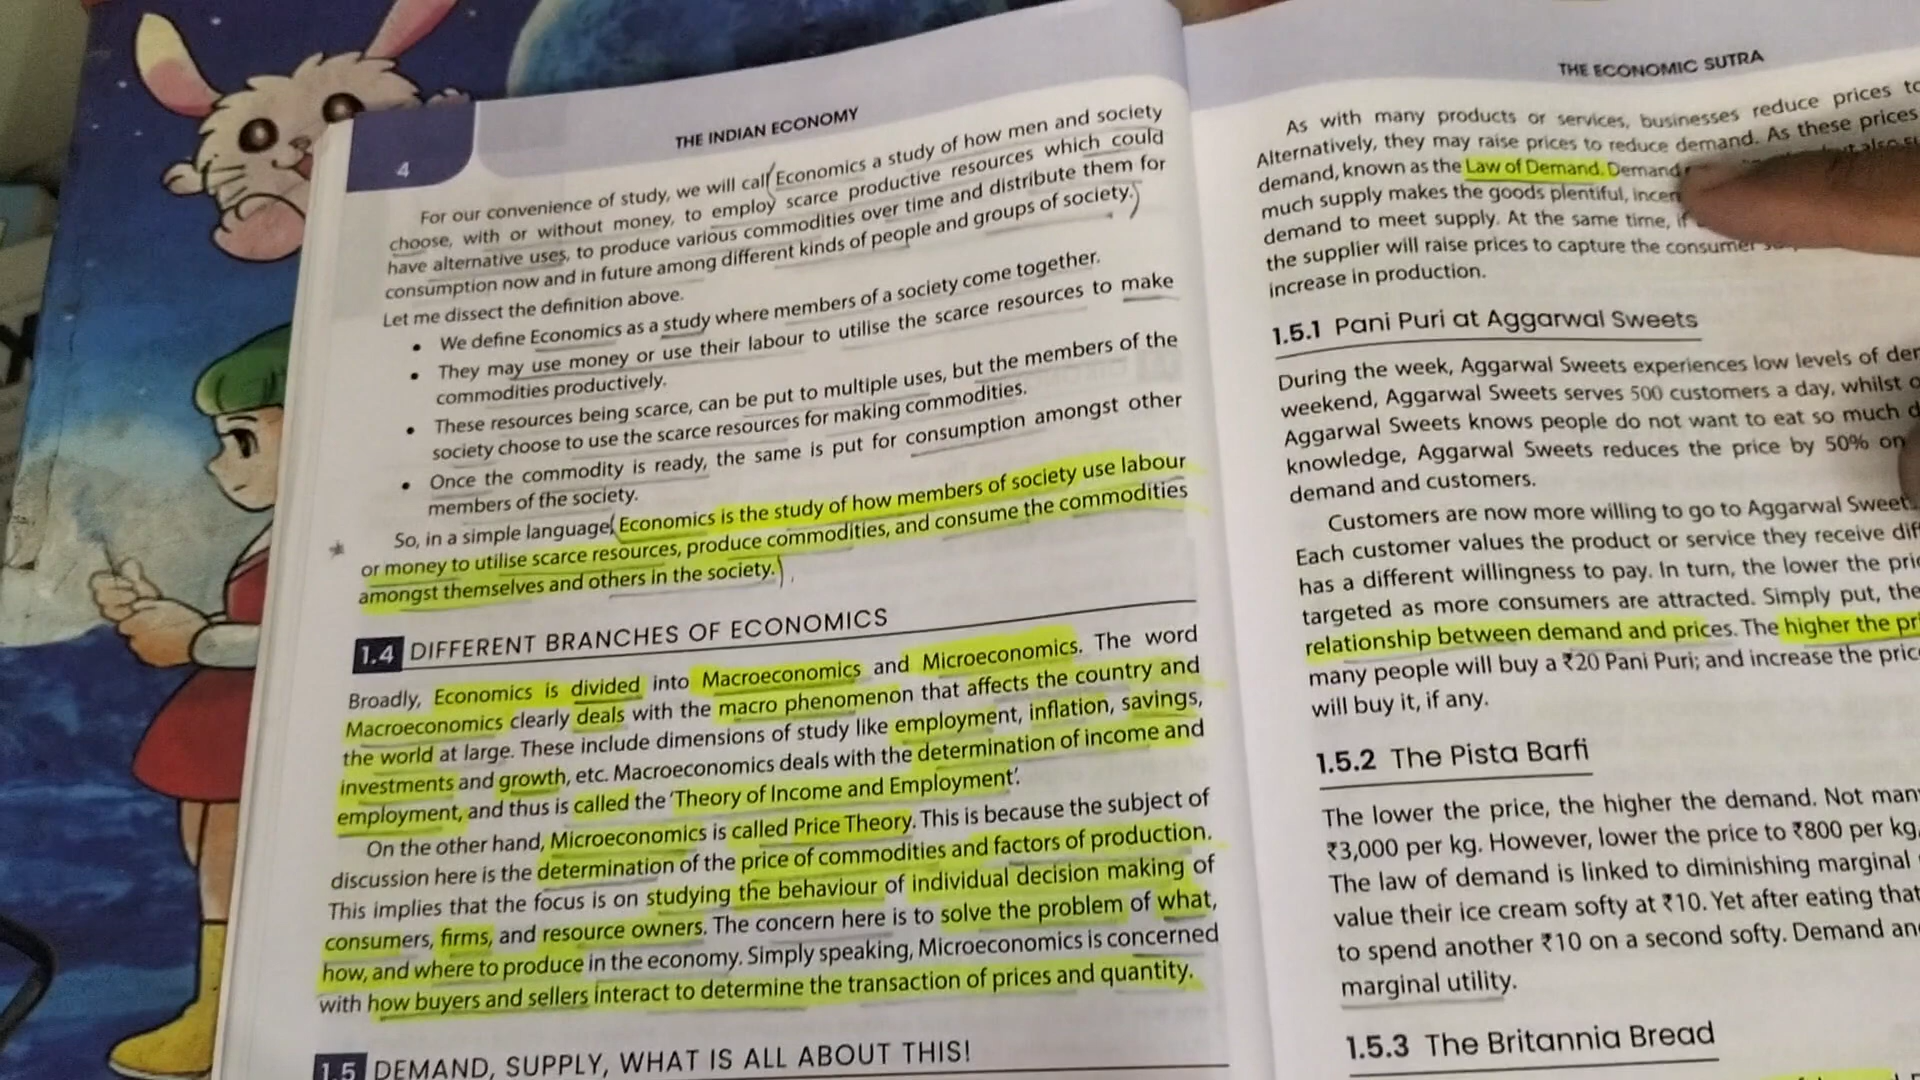 4
THE INDIAN ECONOMY
For our convenience of study, we will call Economics a study of how men and society
choose, with or without money, to employ scarce productive resources which could
have alternative uses, to produce various commodities over time and distribute them for
consumption now and in future among different kinds of people and groups of society.
Let me dissect the definition above.
• We define Economics as a study where members of a society come together.
• They may use money or use their labour to utilise the scarce resources to make
commodities productively.
• These resources being scarce, can be put to multiple uses, but the members of the
society choose to use the scarce resources for making commodities.
• Once the commodity is ready, the same is put for consumption amongst other
members of the society.
So, in a simple language, Economics is the study of how members of society use labour
or money to utilise scarce resources, produce commodities, and consume the commodities
amongst themselves and others in the society.
1.4 DIFFERENT BRANCHES OF ECONOMICS
Broadly, Economics is divided into Macroeconomics and Microeconomics. The word
Macroeconomics clearly deals with the macro phenomenon that affects the country and
the world at large. These include dimensions of study like employment, inflation, savings,
investments and growth, etc. Macroeconomics deals with the determination of income and
employment, and thus is called the 'Theory of Income and Employment'.
On the other hand, Microeconomics is called Price Theory. This is because the subject of
discussion here is the determination of the price of commodities and factors of production.
This implies that the focus is on studying the behaviour of individual decision making of
consumers, firms, and resource owners. The concern here is to solve the problem of what,
how, and where to produce in the economy. Simply speaking, Microeconomics is concerned
with how buyers and sellers interact to determine the transaction of prices and quantity.
1.5 DEMAND, SUPPLY, WHAT IS ALL ABOUT THIS!
THE ECONOMIC SUTRA
As with many products or services, businesses reduce prices to
Alternatively, they may raise prices to reduce demand. As these prices
demand, known as the Law of Demand. Demand
much supply makes the goods plentiful,
demand to meet supply. At the same time, if
the supplier will raise prices to capture the consumer
increase in production.
1.5.1 Pani Puri at Aggarwal Sweets
During the week, Aggarwal Sweets experiences low levels of
weekend, Aggarwal Sweets serves 500 customers a day, whilst
Aggarwal Sweets knows people do not want to eat so much
knowledge, Aggarwal Sweets reduces the price by 50% on
demand and customers.
Customers are now more willing to go to Aggarwal
Each customer values the product or service they receive
has a different willingness to pay. In turn, the lower the
targeted as more consumers are attracted. Simply put, the
relationship between demand and prices. The higher the
many people will buy a ₹20 Pani Puri; and increase the
will buy it, if any.
1.5.2 The Pista Barfi
The lower the price, the higher the demand. Not
₹3,000 per kg. However, lower the price to ₹800 per kg,
The law of demand is linked to diminishing marginal
value their ice cream softy at ₹10. Yet after eating that
to spend another ₹10 on a second softy. Demand
marginal utility.
1.5.3 The Britannia Bread